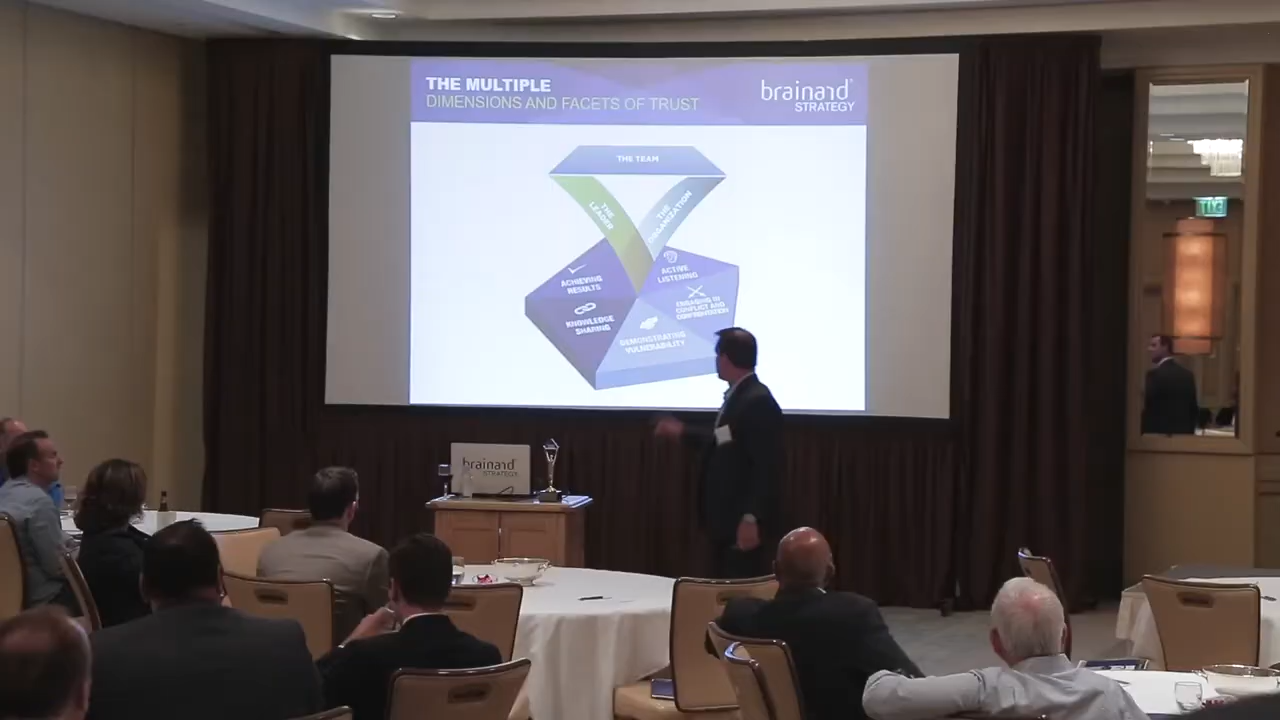 THE MULTIPLE
DIMENSIONS AND FACETS OF TRUST
brainard
STRATEGY
THE TEAM
THE
LEADER
THE
ORGANIZATION
ACHIEVING
RESULTS
ACTIVE
LISTENING
KNOWLEDGE
SHARING
ENGAGING IN
CONFLICT AND
CONFRONTATION
DEMONSTRATING
VULNERABILITY
brainard
STRATEGY